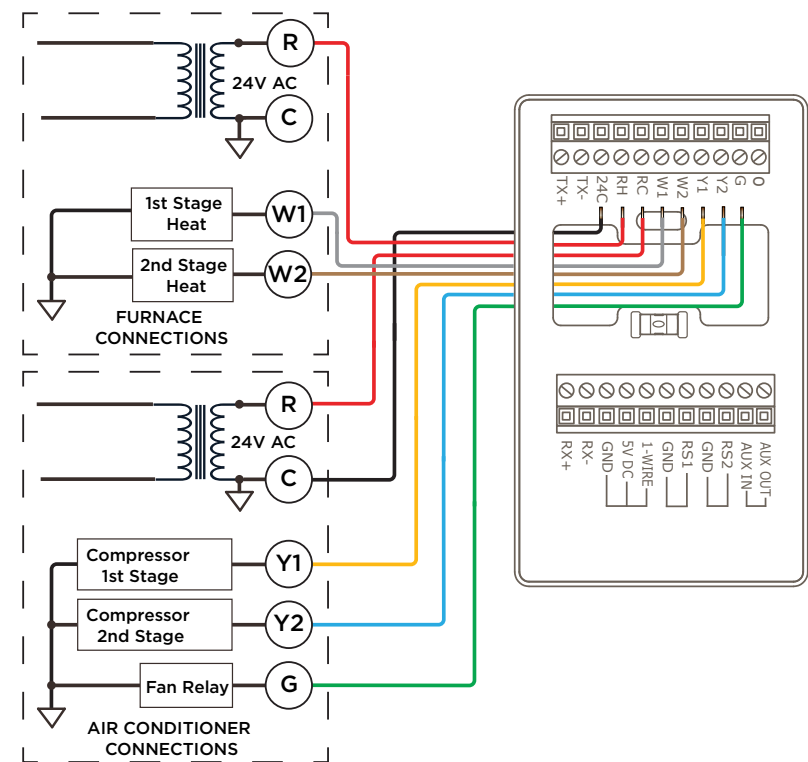 R
24V AC
C
1st Stage
Heat
W1
2nd Stage
Heat
W2
FURNACE
CONNECTIONS
R
24V AC
C
Compressor
1st Stage
Y1
Compressor
2nd Stage
Y2
Fan Relay
G
AIR CONDITIONER
CONNECTIONS
TX+
TX-
24C
RH
RC
W1
W2
Y1
Y2
G
O
RX+
RX-
GND
5V DC
1-WIRE
GND
RS1
GND
RS2
AUX IN
AUX OUT